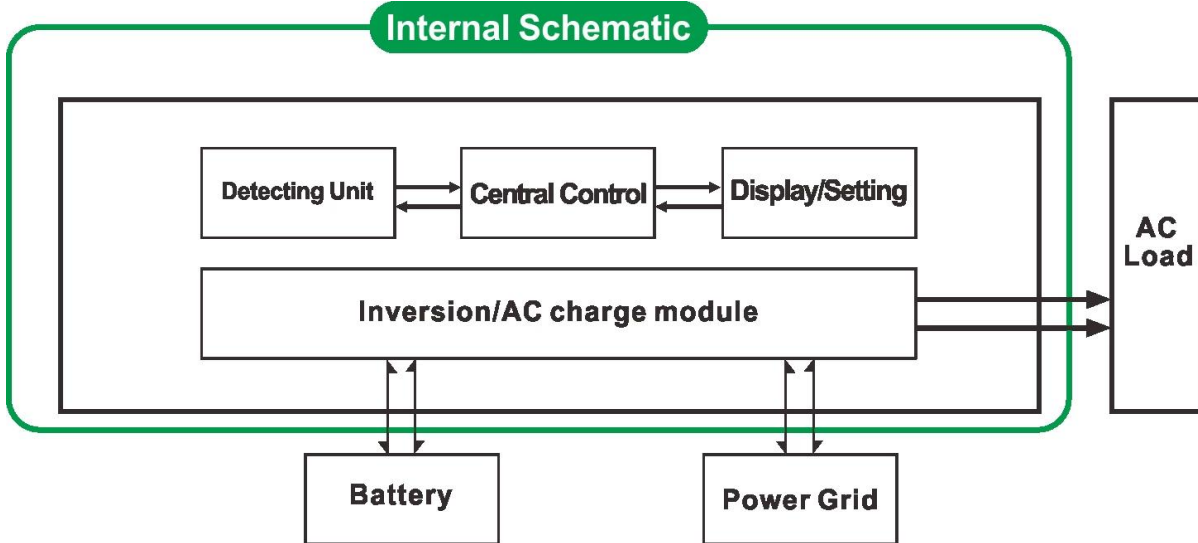 Internal Schematic
Detecting Unit
Central Control
Display/Setting
AC
Load
Inversion/AC charge module
Battery
Power Grid